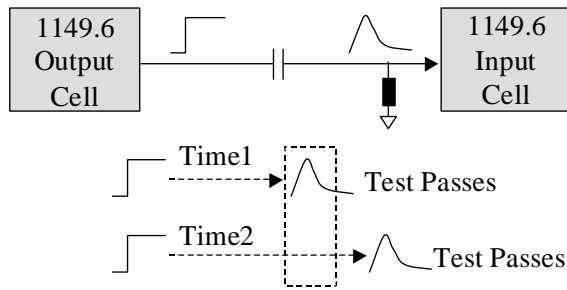 1149.6
Output
Cell
1149.6
Input
Cell
Time1
Test Passes
Time2
Test Passes